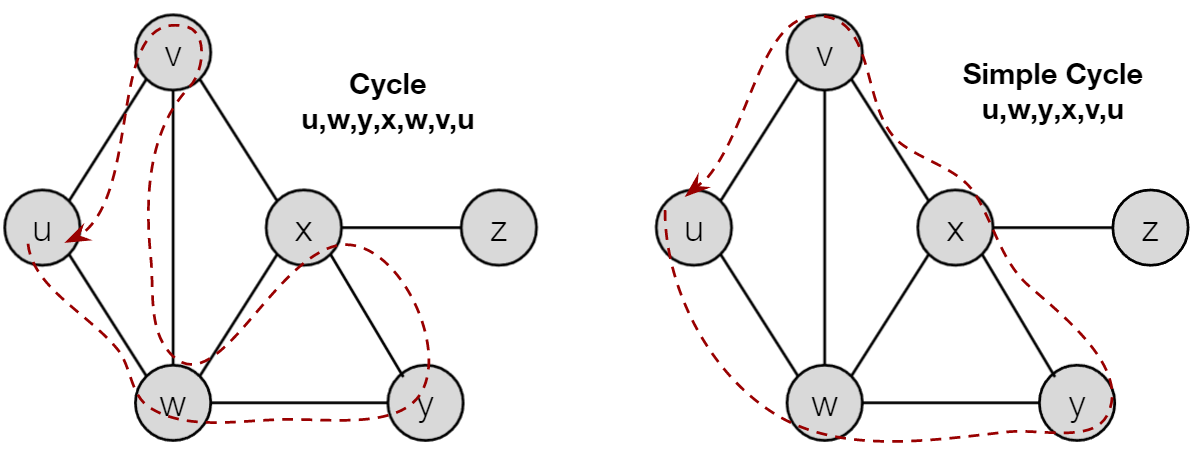 v
Cycle
u,w,y,x,w,v,u
u
x
z
w
y
v
Simple Cycle
u,w,y,x,v,u
u
x
z
w
y